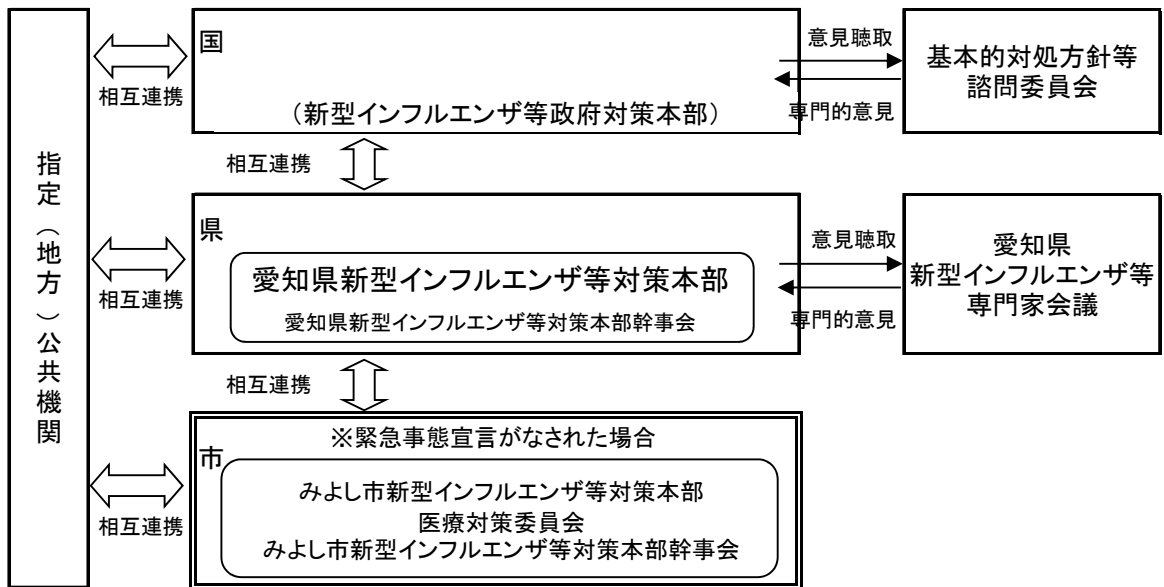 指定（地方）公共機関
相互連携
国
（新型インフルエンザ等政府対策本部）
意見聴取
専門的意見
基本的対処方針等
諮問委員会
相互連携
相互連携
県
愛知県新型インフルエンザ等対策本部
愛知県新型インフルエンザ等対策本部幹事会
意見聴取
専門的意見
愛知県
新型インフルエンザ等
専門家会議
相互連携
相互連携
市
※緊急事態宣言がなされた場合
みよし市新型インフルエンザ等対策本部
医療対策委員会
みよし市新型インフルエンザ等対策本部幹事会